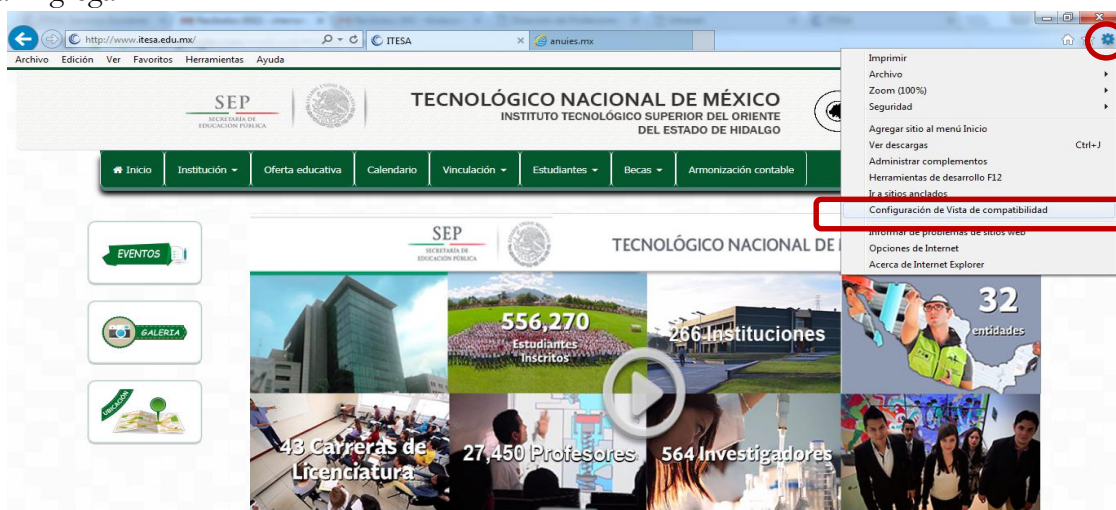 http://www.itesa.edu.mx/
ITESA
anuies.mx
Archivo Edición Ver Favoritos Herramientas Ayuda
Imprimir
Archivo
Zoom (100%)
Seguridad
Agregar sitio al menú Inicio
Ver descargas Ctrl+J
Administrar complementos
Herramientas de desarrollo F12
Ir a sitios anclados
Configuración de Vista de compatibilidad
Informar de problemas de sitios web
Opciones de Internet
Acerca de Internet Explorer
SEP
SECRETARÍA DE
EDUCACIÓN PÚBLICA
TECNOLÓGICO NACIONAL DE MÉXICO
INSTITUTO TECNOLÓGICO SUPERIOR DEL ORIENTE
DEL ESTADO DE HIDALGO
Inicio Institución Oferta educativa Calendario Vinculación Estudiantes Becas Armonización contable
EVENTOS
GALERIA
UBICACIÓN
SEP
SECRETARÍA DE
EDUCACIÓN PÚBLICA
TECNOLÓGICO NACIONAL DE
556,270
Estudiantes
Inscritos
266 Instituciones
32
entidades
43 Carreras de
Licenciatura
27,450 Profesores
564 Investigadores